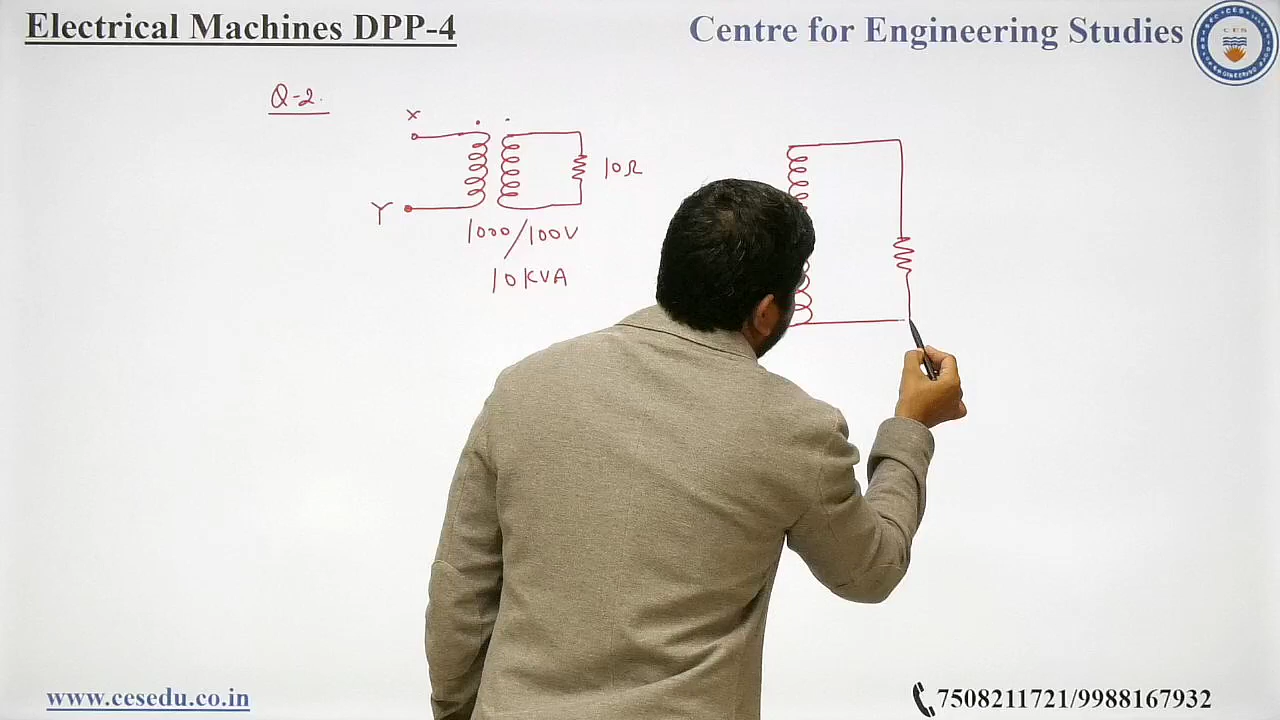 Electrical Machines DPP-4
Centre for Engineering Studies
CES
Q-2.
X
10Ω
Y
1000/100V
10KVA
www.cesedu.co.in
7508211721/9988167932